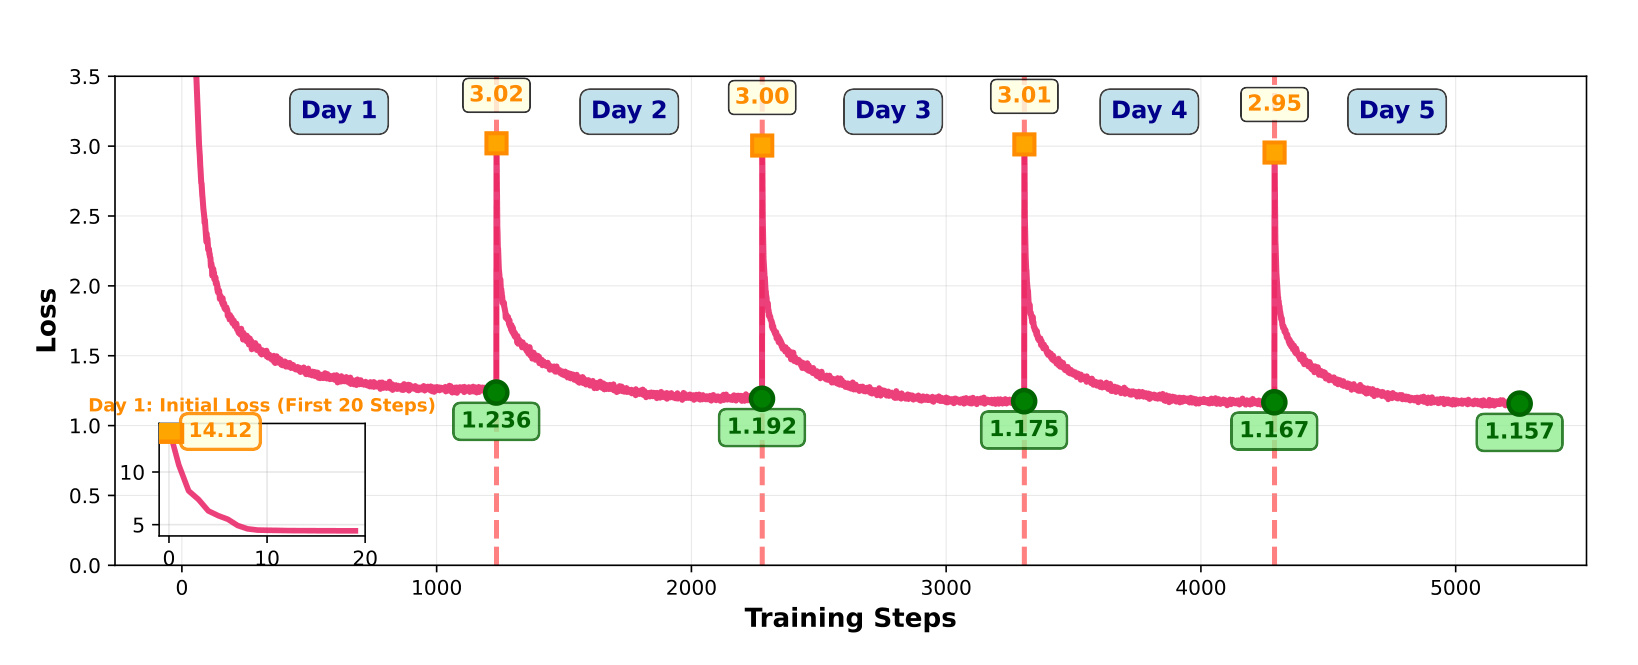 3.5
3.0
2.5
2.0
1.5
1.0
0.5
0.0
Loss
Day 1
3.02
Day 2
3.00
Day 3
3.01
Day 4
2.95
Day 5
1.236
1.192
1.175
1.167
1.157
Day 1: Initial Loss (First 20 Steps)
14.12
10
5
0 10 20
0 1000 2000 3000 4000 5000
Training Steps